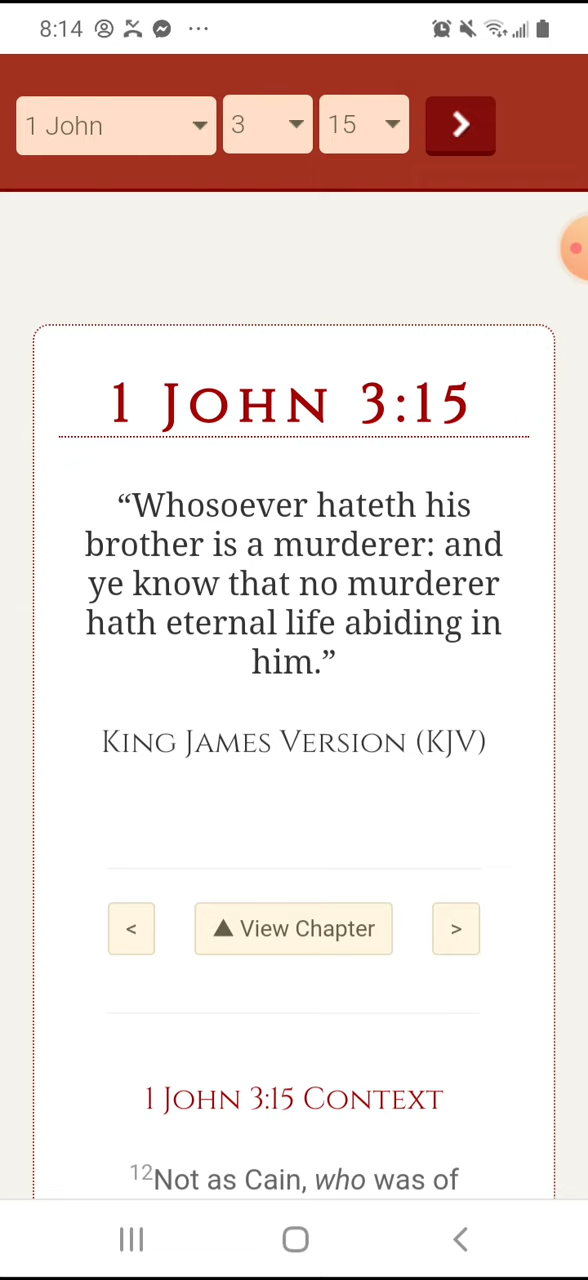 8:14
1 John 3 15
1 John 3:15
“Whosoever hateth his
brother is a murderer: and
ye know that no murderer
hath eternal life abiding in
him.”
King James Version (KJV)
< ▲ View Chapter >
1 John 3:15 Context
12Not as Cain, who was of